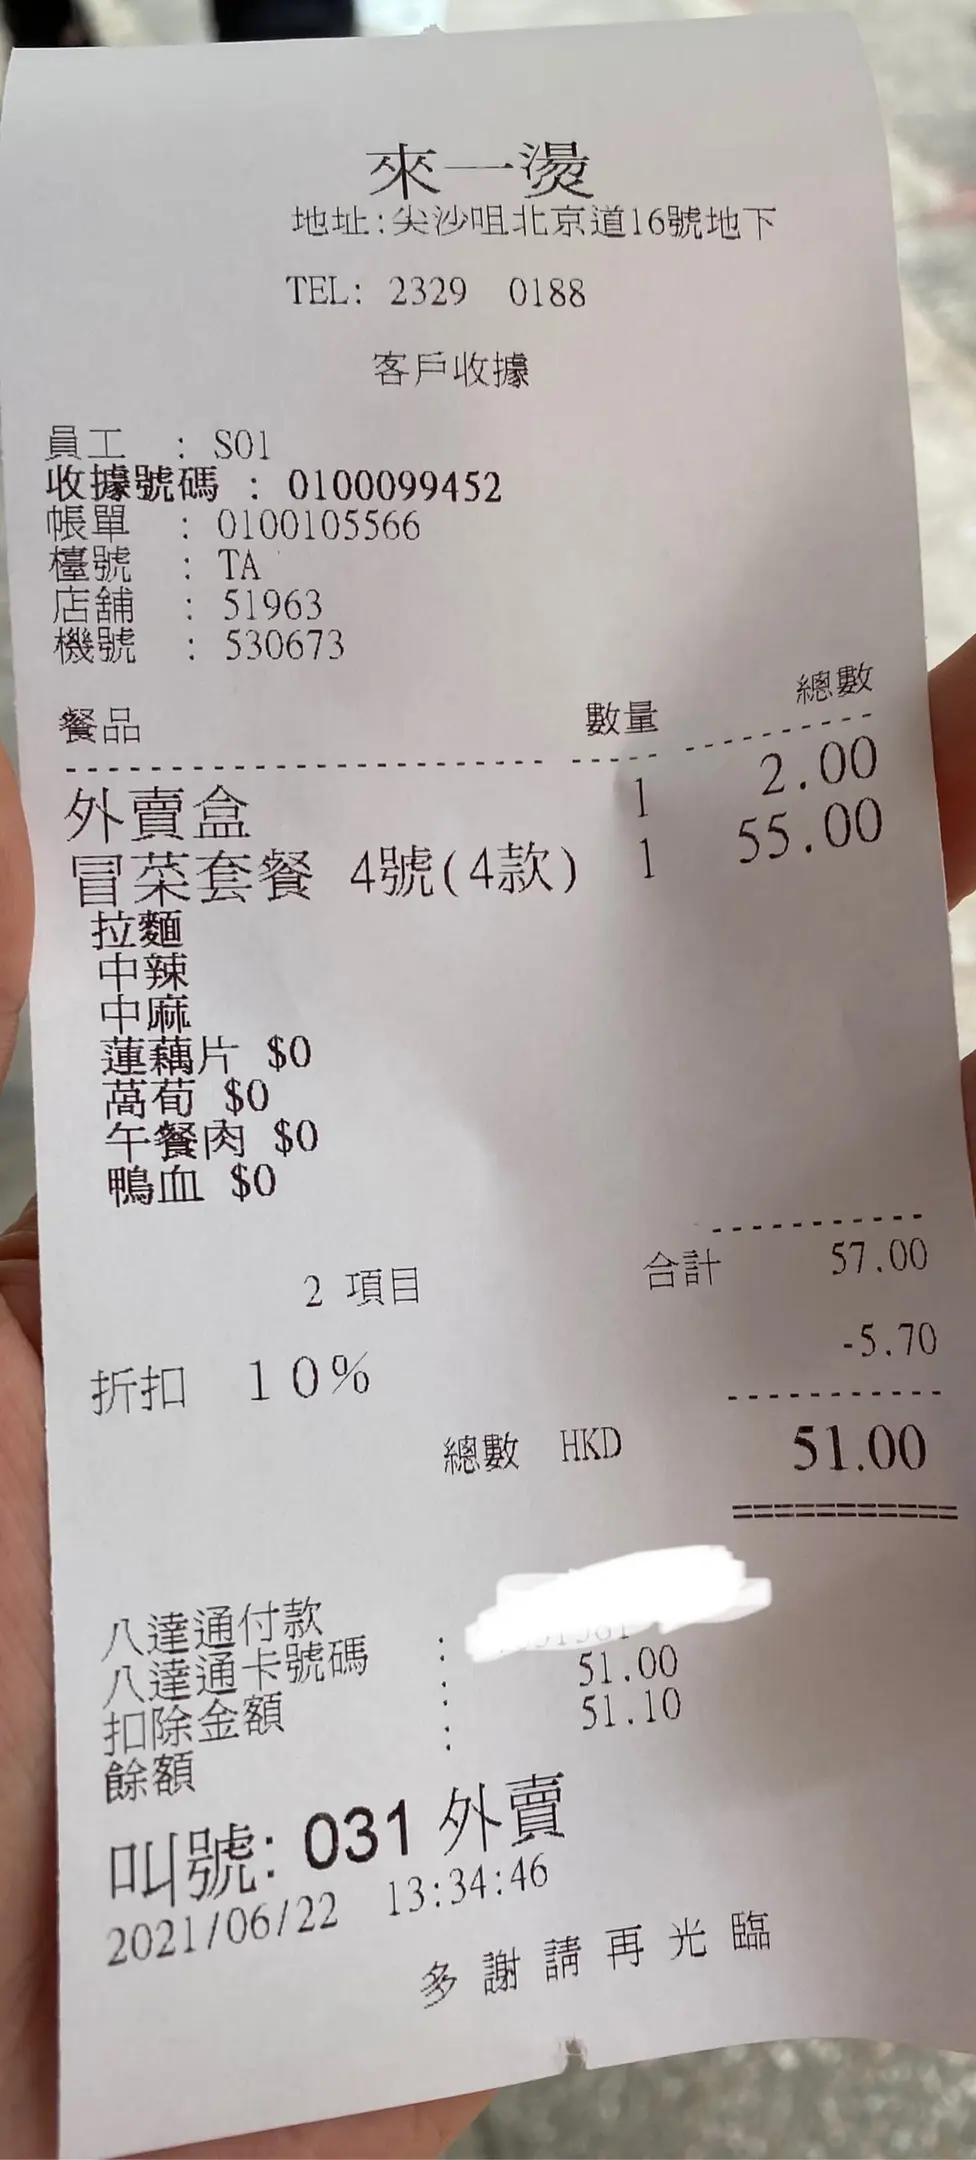 來一燙
地址:尖沙咀北京道16號地下
TEL: 2329 0188
客戶收據
員工 : S01
收據號碼 : 0100099452
帳單 : 0100105566
檯號 : TA
店舖 : 51963
機號 : 530673
餐品 數量 總數
外賣盒 1 2.00
冒菜套餐 4號(4款) 1 55.00
拉麵
中辣
中麻
蓮藕片 $0
萵荀 $0
午餐肉 $0
鴨血 $0
2 項目 合計 57.00
折扣 10% -5.70
總數 HKD 51.00
八達通付款
八達通卡號碼 :
扣除金額 : 51.00
餘額 : 51.10
叫號: 031 外賣
2021/06/22 13:34:46
多謝請再光臨